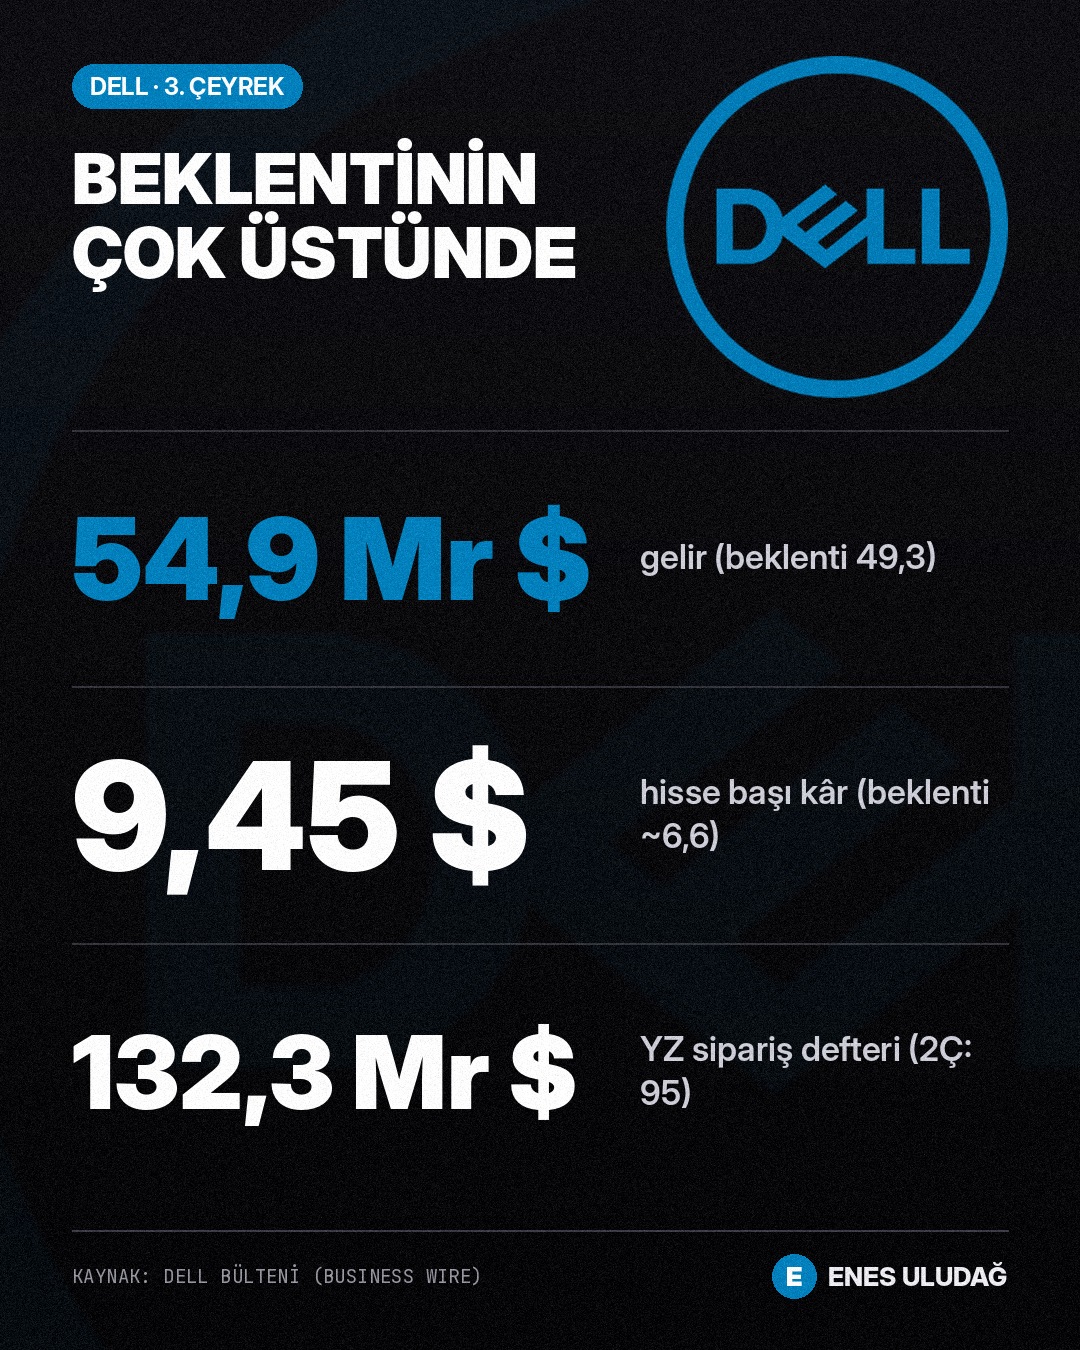 DELL · 3. ÇEYREK
BEKLENTİNİN
ÇOK ÜSTÜNDE
DELL
54,9 Mr $
gelir (beklenti 49,3)
9,45 $
hisse başı kâr (beklenti
~6,6)
132,3 Mr $
YZ sipariş defteri (2Ç:
95)
KAYNAK: DELL BÜLTENİ (BUSINESS WIRE)
E ENES ULUDAĞ